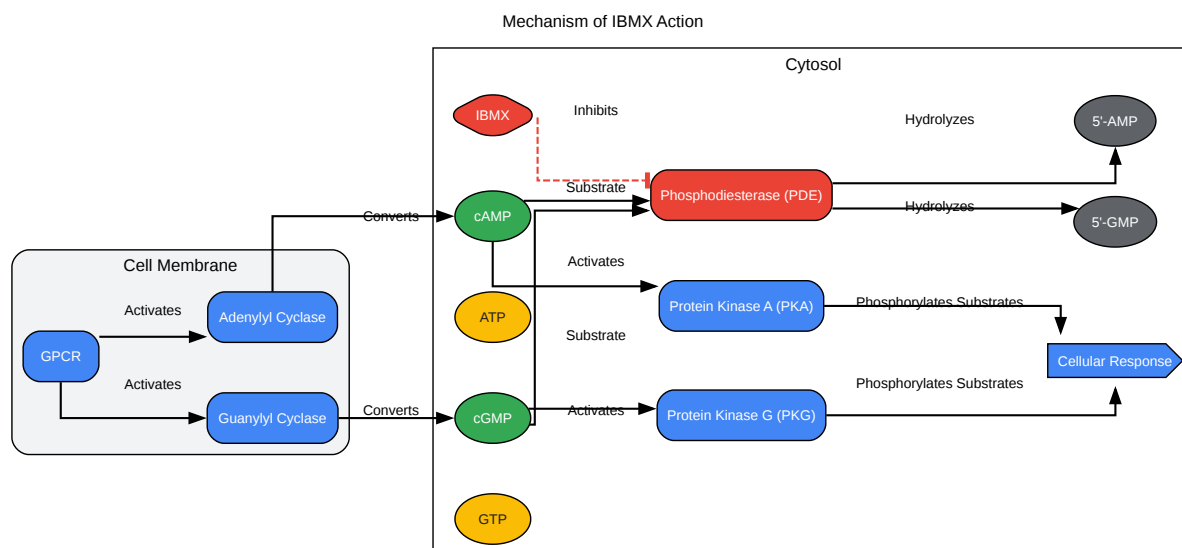 Mechanism of IBMX Action
Cytosol
IBMX
Inhibits
Hydrolyzes
5'-AMP
Substrate
Phosphodiesterase (PDE)
Converts
cAMP
Hydrolyzes
5'-GMP
Cell Membrane
Activates
Activates
Adenylyl Cyclase
ATP
Protein Kinase A (PKA)
Phosphorylates Substrates
Substrate
GPCR
Cellular Response
Activates
Phosphorylates Substrates
Guanylyl Cyclase
Converts
cGMP
Activates
Protein Kinase G (PKG)
GTP